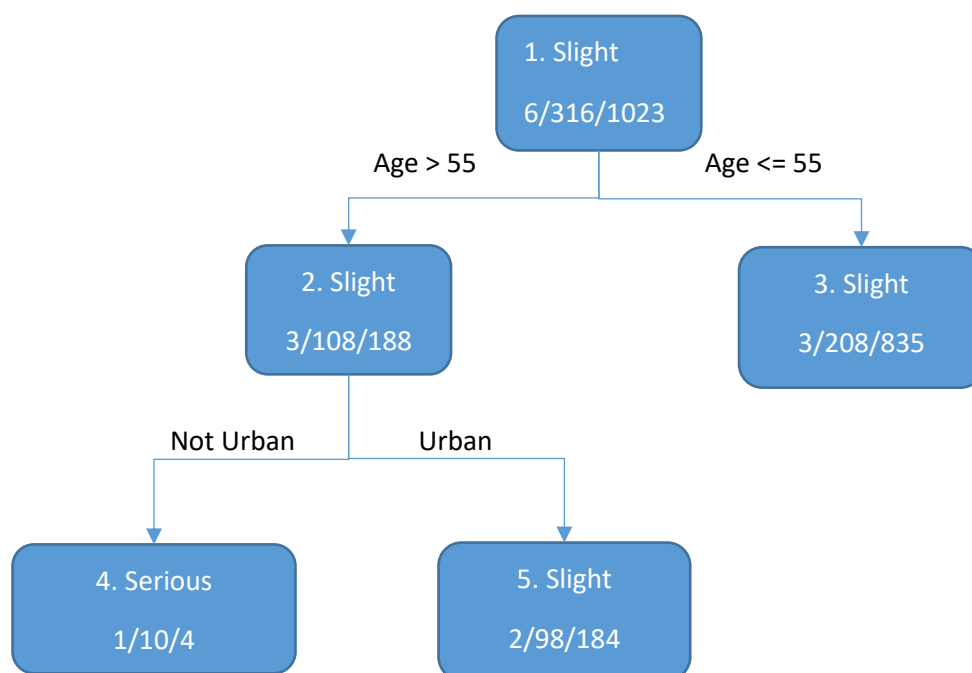 1. Slight
6/316/1023
Age > 55
Age <= 55
2. Slight
3/108/188
3. Slight
3/208/835
Not Urban
Urban
4. Serious
1/10/4
5. Slight
2/98/184